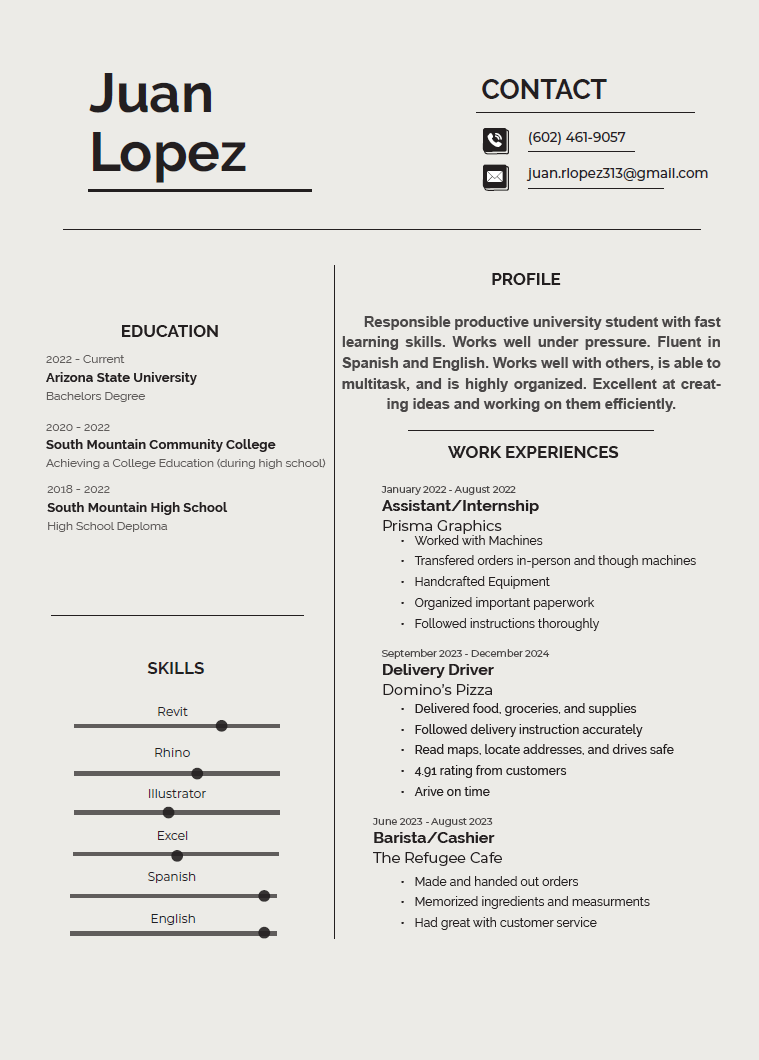 Juan
Lopez
CONTACT
(602) 461-9057
juan.rlopez313@gmail.com
EDUCATION
2022 - Current
Arizona State University
Bachelors Degree
2020 - 2022
South Mountain Community College
Achieving a College Education (during high school)
2018 - 2022
South Mountain High School
High School Deploma
SKILLS
Revit
Rhino
Illustrator
Excel
Spanish
English
PROFILE
Responsible productive university student with fast
learning skills. Works well under pressure. Fluent in
Spanish and English. Works well with others, is able to
multitask, and is highly organized. Excellent at creat-
ing ideas and working on them efficiently.
WORK EXPERIENCES
January 2022 - August 2022
Assistant/Internship
Prisma Graphics
• Worked with Machines
• Transfered orders in-person and though machines
• Handcrafted Equipment
• Organized important paperwork
• Followed instructions thoroughly
September 2023 - December 2024
Delivery Driver
Domino's Pizza
• Delivered food, groceries, and supplies
• Followed delivery instruction accurately
• Read maps, locate addresses, and drives safe
• 4.91 rating from customers
• Arive on time
June 2023 - August 2023
Barista/Cashier
The Refugee Cafe
• Made and handed out orders
• Memorized ingredients and measurments
• Had great with customer service